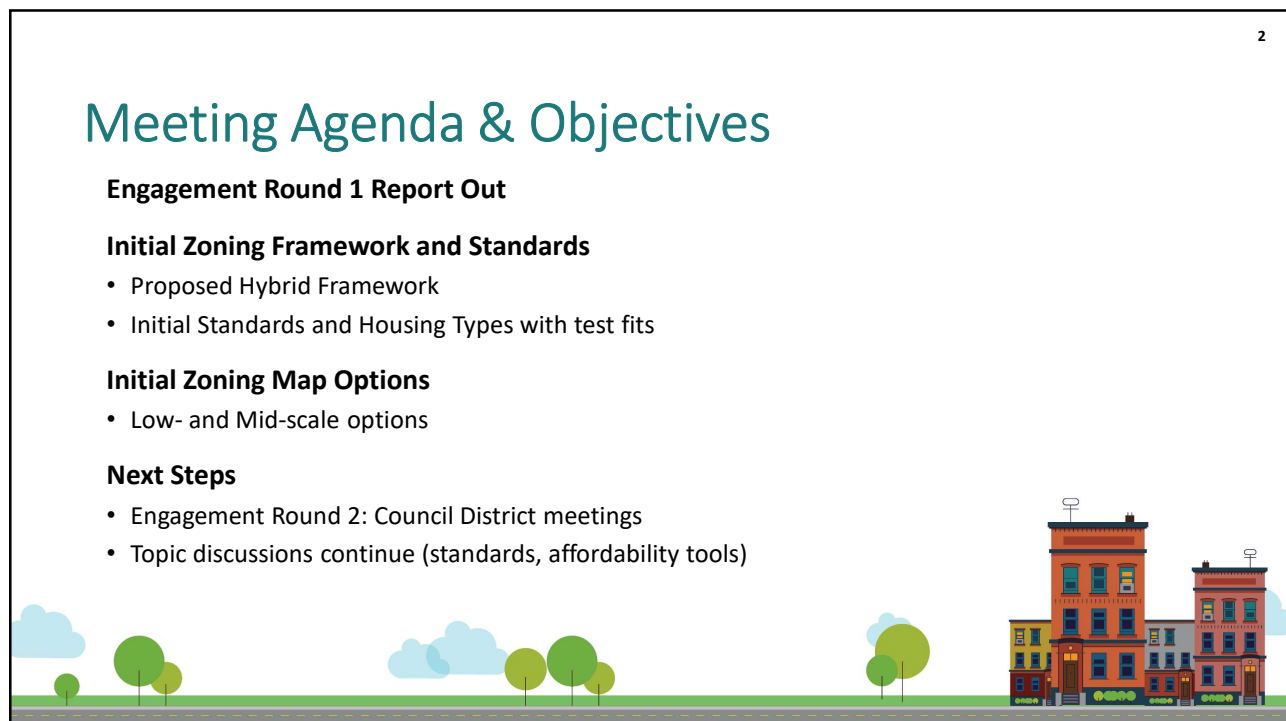 2
Meeting Agenda & Objectives
Engagement Round 1 Report Out
Initial Zoning Framework and Standards
• Proposed Hybrid Framework
• Initial Standards and Housing Types with test fits
Initial Zoning Map Options
• Low- and Mid-scale options
Next Steps
• Engagement Round 2: Council District meetings
• Topic discussions continue (standards, affordability tools)